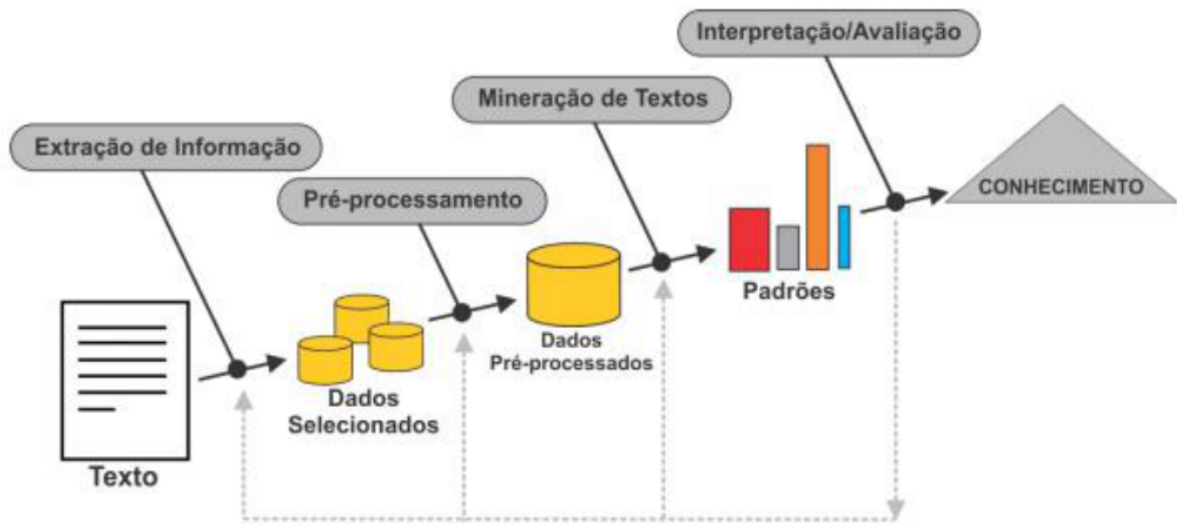 Interpretação/Avaliação
Mineração de Textos
Extração de Informação
Pré-processamento
CONHECIMENTO
Padrões
Dados
Pré-processados
Dados
Selecionados
Texto